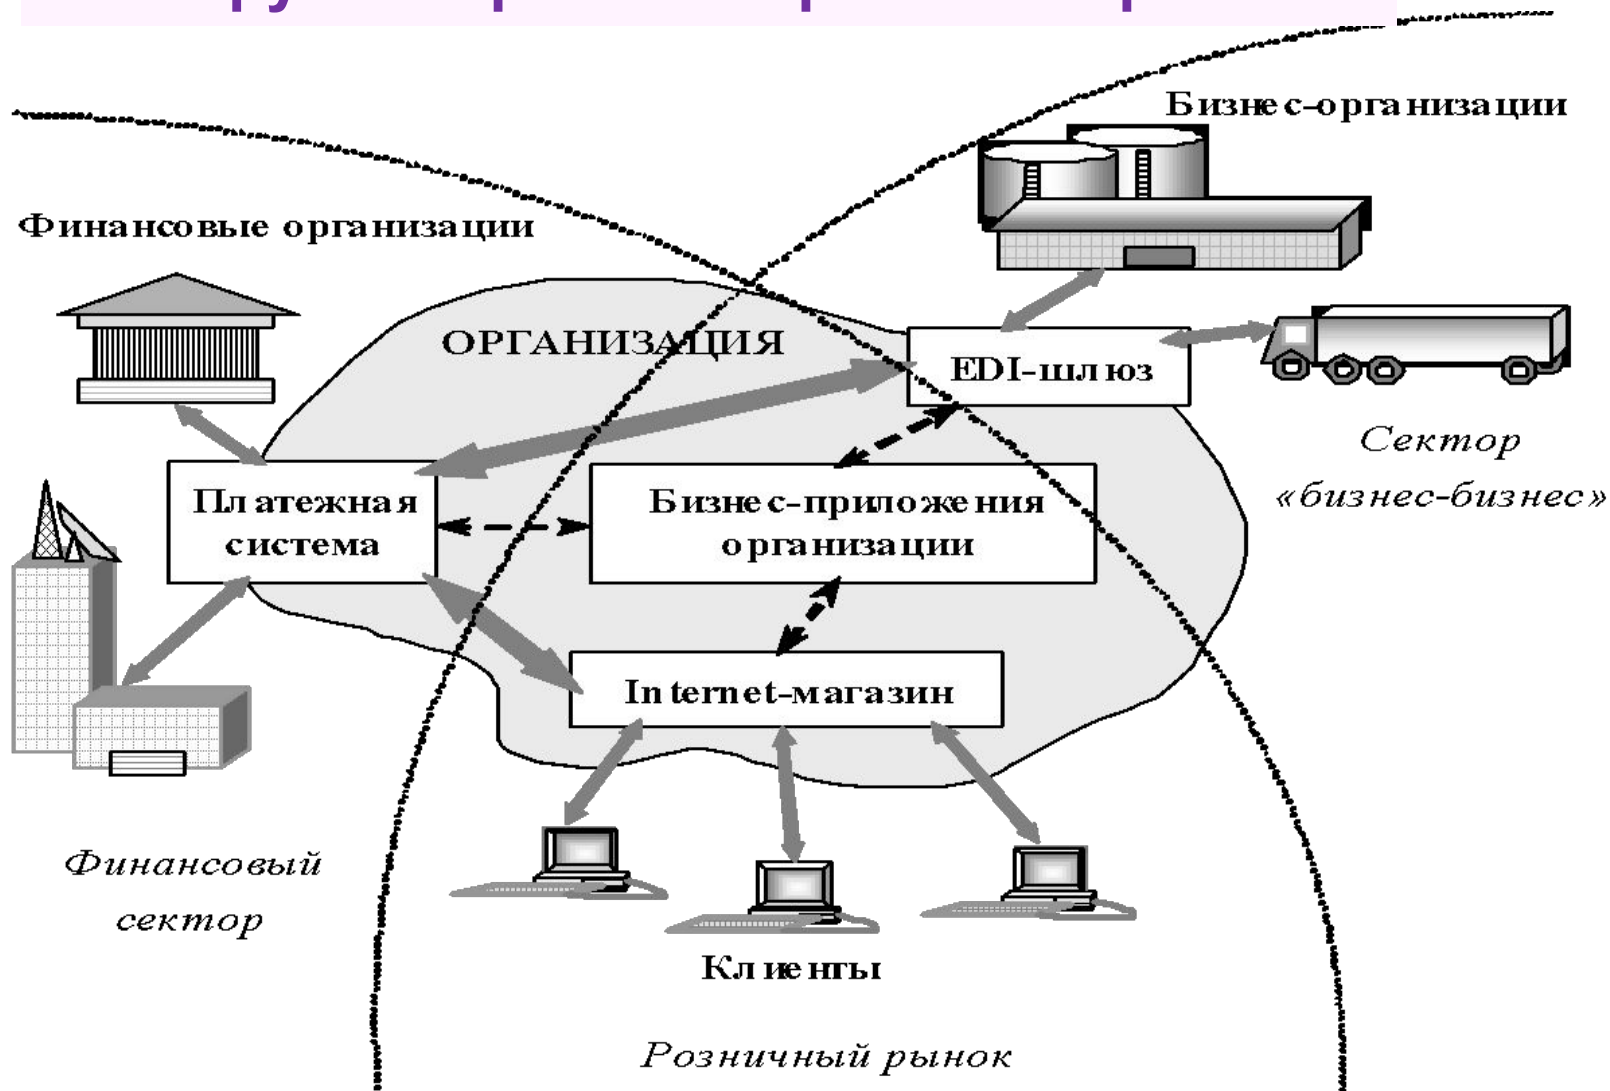 Бизнес-организации
Финансовые организации
ОРГАНИЗАЦИЯ
EDI-шлюз
Сектор
«бизнес-бизнес»
Платежная
система
Бизнес-приложения
организации
Internet-магазин
Финансовый
сектор
Клиенты
Розничный рынок